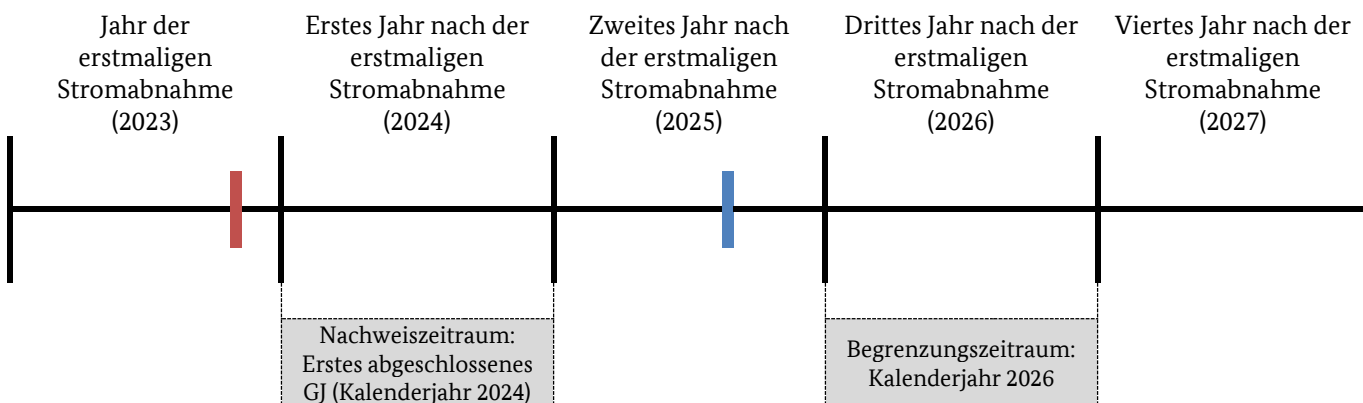 Jahr der
erstmaligen
Stromabnahme
(2023)
Erstes Jahr nach der
erstmaligen
Stromabnahme
(2024)
Zweites Jahr nach
der erstmaligen
Stromabnahme
(2025)
Drittes Jahr nach der
erstmaligen
Stromabnahme
(2026)
Viertes Jahr nach der
erstmaligen
Stromabnahme
(2027)
Nachweiszeitraum:
Erstes abgeschlossenes
GJ (Kalenderjahr 2024)
Begrenzungszeitraum:
Kalenderjahr 2026